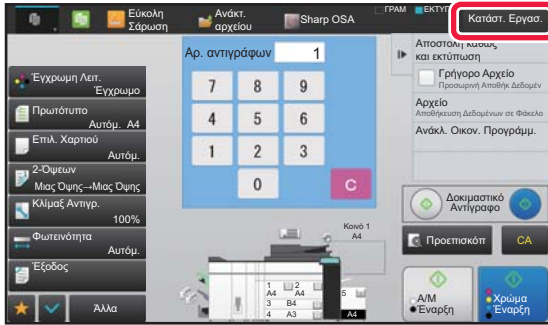 Εύκολη
Σάρωση
Ανάκτ.
αρχείου
Sharp OSA
ΓΡΑΜ
Κατάστ. Εργασ.
Αρ. αντιγράφων 1
7 8 9
4 5 6
1 2 3
0 C
Έγχρωμη Λειτ.
Έγχρωμο
Πρωτότυπο
Αυτόμ. A4
Επιλ. Χαρτιού
Αυτόμ.
2-Όψεων
Μιας Όψης→Μιας Όψης
Κλίμαξ Αντιγρ.
100%
Φωτεινότητα
Αυτόμ.
Έξοδος
Άλλα
Αποστολή καθώς
και εκτύπωση
Γρήγορο Αρχείο
Προσωρινή Αποθήκ Δεδομέν
Αρχείο
Αποθήκευση Δεδομένων σε Φάκελο
Ανάκλ. Οικον. Προγράμμ.
Δοκιμαστικό
Αντίγραφο
Προεπισκόπ
CA
Α/Μ
Έναρξη
Χρώμα
Έναρξη
Κοινό 1
A4
1 2
A4 A4
3 B4
4 A3
5
A4